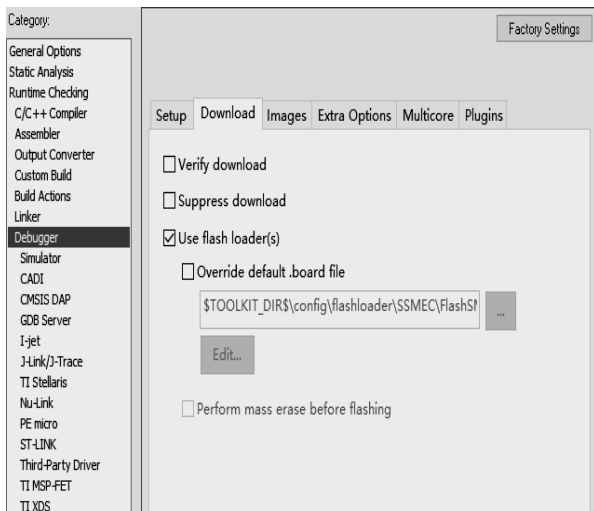 Category:
Factory Settings
General Options
Static Analysis
Runtime Checking
C/C++ Compiler
Assembler
Output Converter
Custom Build
Build Actions
Linker
Debugger
Simulator
CADI
CMSIS DAP
GDB Server
I-jet
J-Link/J-Trace
TI Stellaris
Nu-Link
PE micro
ST-LINK
Third-Party Driver
TI MSP-FET
TI XDS
Setup Download Images Extra Options Multicore Plugins
Verify download
Suppress download
Use flash loader(s)
Override default .board file
$TOOLKIT_DIR$\config\flashloader\SSMEC\FlashSM
...
Edit...
Perform mass erase before flashing